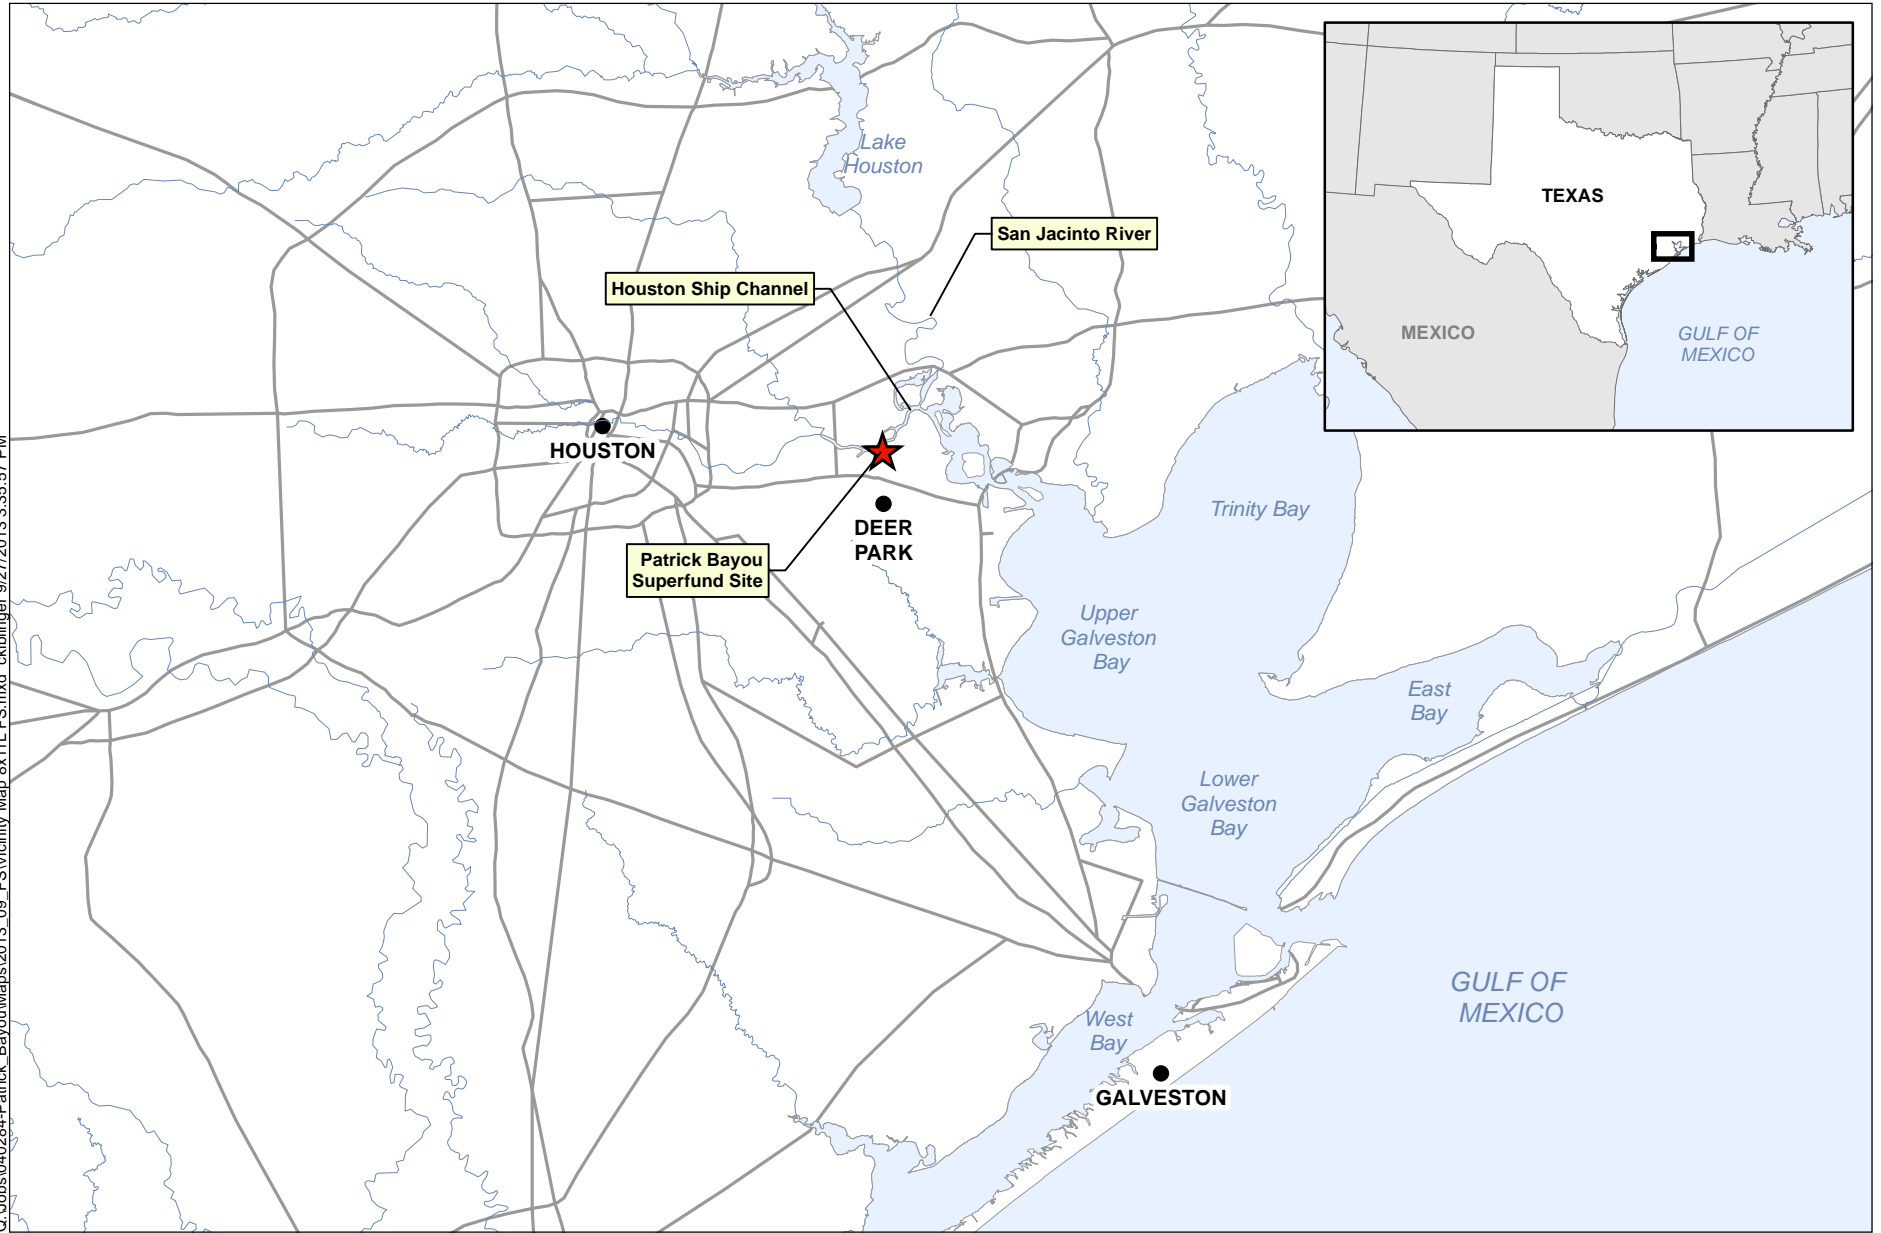 Lake
Houston
San Jacinto River
Houston Ship Channel
TEXAS
MEXICO
GULF OF
MEXICO
HOUSTON
DEER
PARK
Patrick Bayou
Superfund Site
Trinity Bay
Upper
Galveston
Bay
East
Bay
Lower
Galveston
Bay
GULF OF
MEXICO
West
Bay
GALVESTON